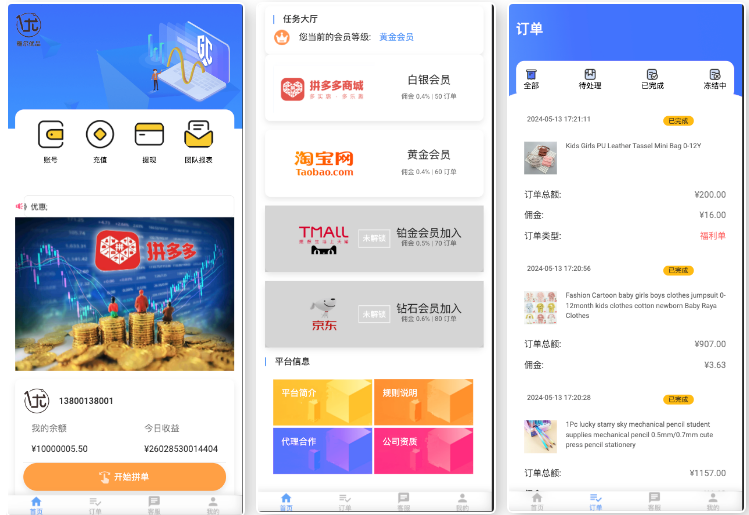 优
账号
充值
提现
团队报表
优惠;
拼多多
优
13800138001
我的余额
今日收益
¥10000005.50
¥26028530014404
开始拼单
首页
订单
客服
我的
任务大厅
您当前的会员等级: 黄金会员
拼多多商城
多实惠·多乐趣
白银会员
佣金 0.4% | 50 订单
淘宝网
Taobao.com
黄金会员
佣金 0.4% | 60 订单
TMALL
未解锁
铂金会员加入
佣金 0.5% | 70 订单
京东
未解锁
钻石会员加入
佣金 0.6% | 80 订单
平台信息
平台简介
规则说明
代理合作
公司资质
首页
订单
客服
我的
订单
全部
待处理
已完成
冻结中
2024-05-13 17:21:11
已完成
Kids Girls PU Leather Tassel Mini Bag 0-12Y
订单总额:
¥200.00
佣金:
¥16.00
订单类型:
福利单
2024-05-13 17:20:56
已完成
Fashion Cartoon baby girls boys clothes jumpsuit 0-
12month kids clothes cotton newborn Baby Raya
Clothes
订单总额:
¥907.00
佣金:
¥3.63
2024-05-13 17:20:28
已完成
1Pc lucky starry sky mechanical pencil student
supplies mechanical pencil 0.5mm/0.7mm cute
press pencil stationery
订单总额:
¥1157.00
首页
订单
客服
我的